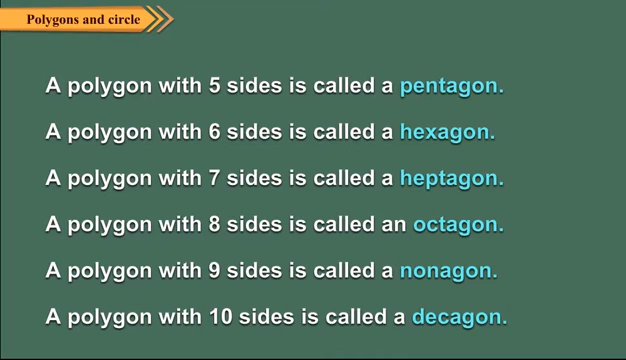 Polygons and circle
A polygon with 5 sides is called a pentagon.
A polygon with 6 sides is called a hexagon.
A polygon with 7 sides is called a heptagon.
A polygon with 8 sides is called an octagon.
A polygon with 9 sides is called a nonagon.
A polygon with 10 sides is called a decagon.